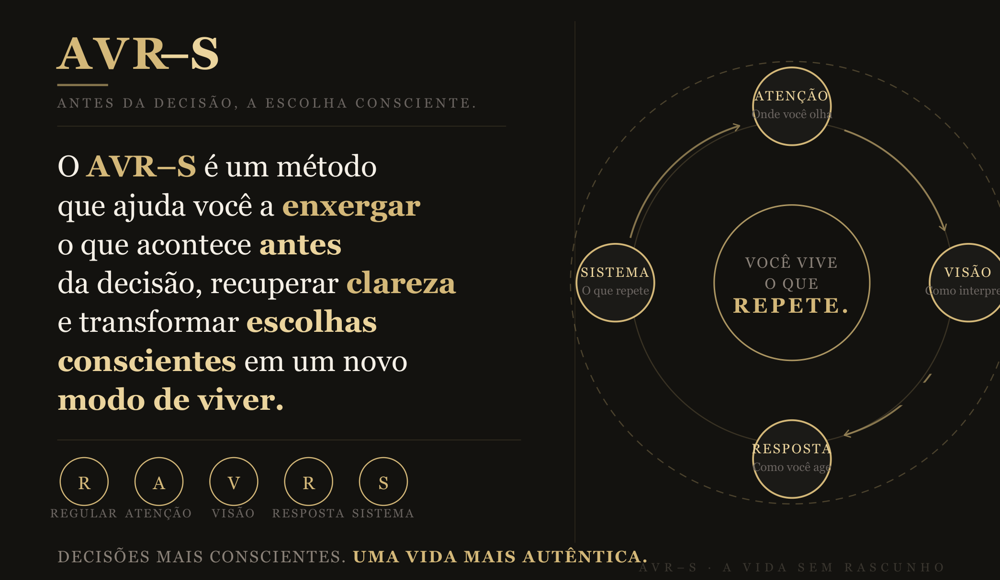 AVR–S
ANTES DA DECISÃO, A ESCOLHA CONSCIENTE.
O AVR–S é um método
que ajuda você a enxergar
o que acontece antes
da decisão, recuperar clareza
e transformar escolhas
conscientes em um novo
modo de viver.
R
A
V
R
S
REGULAR
ATENÇÃO
VISÃO
RESPOSTA
SISTEMA
DECISÕES MAIS CONSCIENTES. UMA VIDA MAIS AUTÊNTICA.
ATENÇÃO
Onde você olha
SISTEMA
O que repete
VOCÊ VIVE
O QUE
REPETE.
VISÃO
Como interpre
RESPOSTA
Como você age
AVR–S · A VIDA SEM RASCUNHO